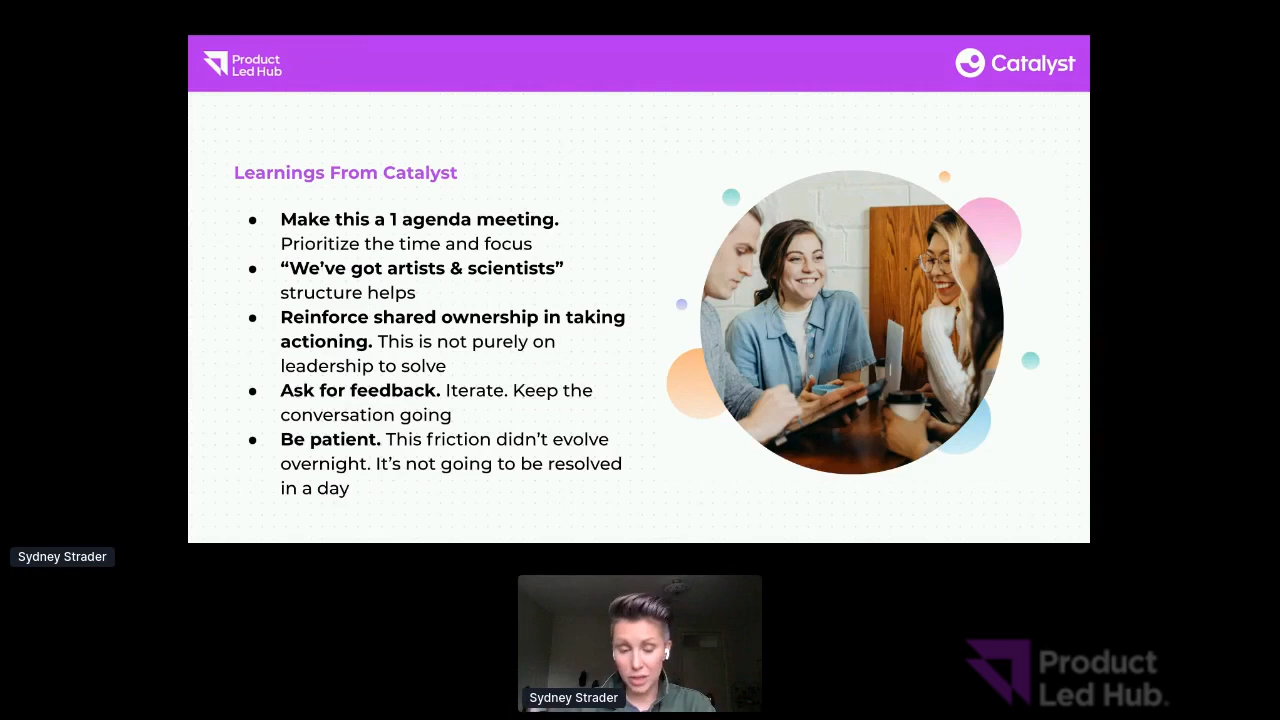 Product
Led Hub
Catalyst
Learnings From Catalyst
● Make this a 1 agenda meeting.
Prioritize the time and focus
● “We’ve got artists & scientists”
structure helps
● Reinforce shared ownership in taking
actioning. This is not purely on
leadership to solve
● Ask for feedback. Iterate. Keep the
conversation going
● Be patient. This friction didn’t evolve
overnight. It’s not going to be resolved
in a day
Sydney Strader
Sydney Strader
Product
Led Hub.